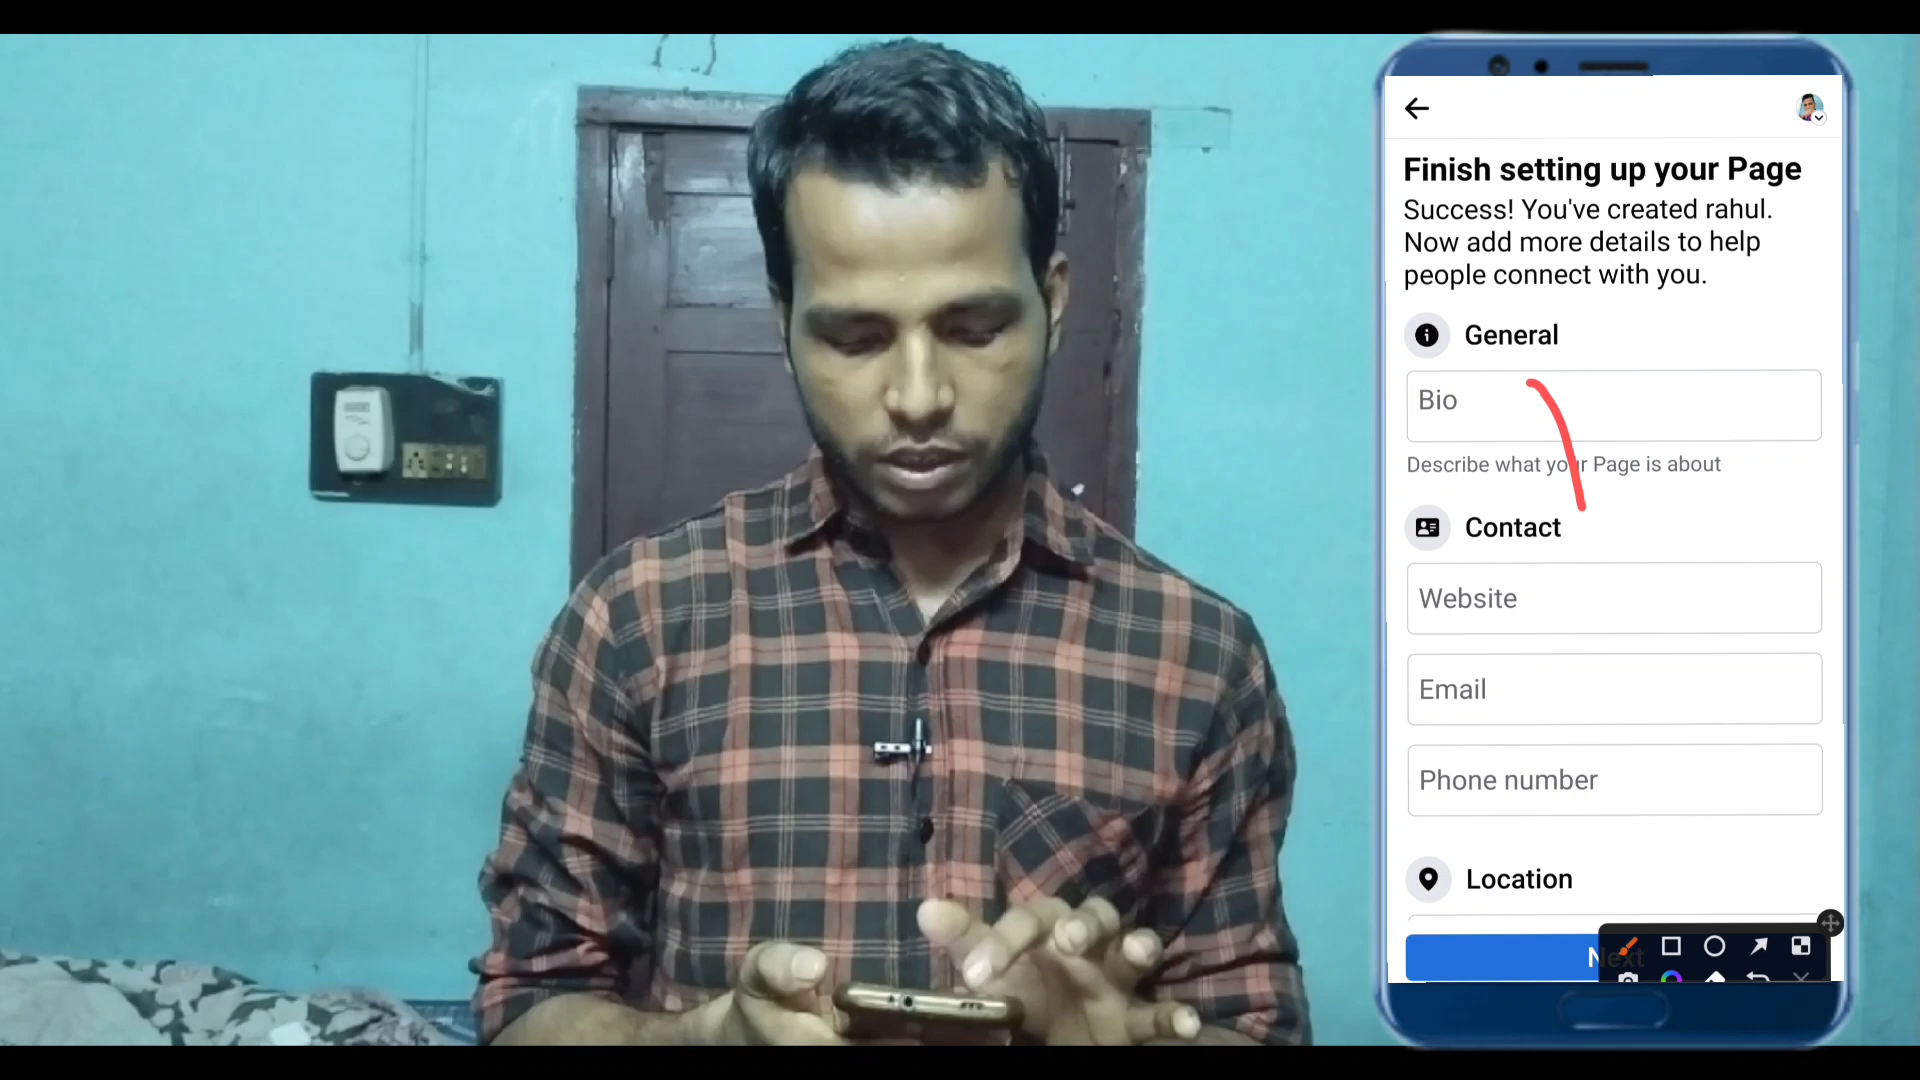 Finish setting up your Page
Success! You've created rahul.
Now add more details to help
people connect with you.
General
Bio
Describe what your Page is about
Contact
Website
Email
Phone number
Location
Next